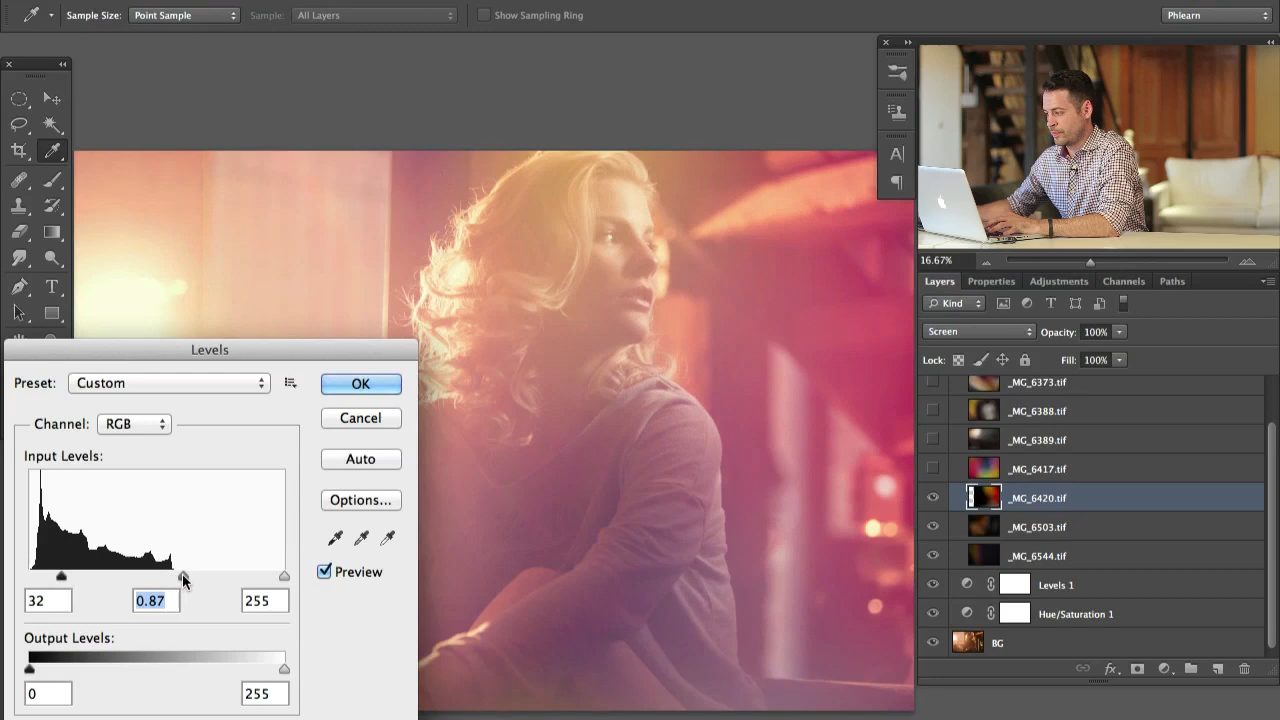 Sample Size: Point Sample Sample: All Layers Show Sampling Ring Phlearn
16.67%
Layers Properties Adjustments Channels Paths
Kind T
Screen Opacity: 100%
Lock: Fill: 100%
_MG_6373.tif
_MG_6388.tif
_MG_6389.tif
_MG_6417.tif
_MG_6420.tif
_MG_6503.tif
_MG_6544.tif
Levels 1
Hue/Saturation 1
BG
fx
T
A
Levels
Preset: Custom OK
Cancel
Channel: RGB
Auto
Input Levels:
Options...
Preview
32 0.87 255
Output Levels:
0 255